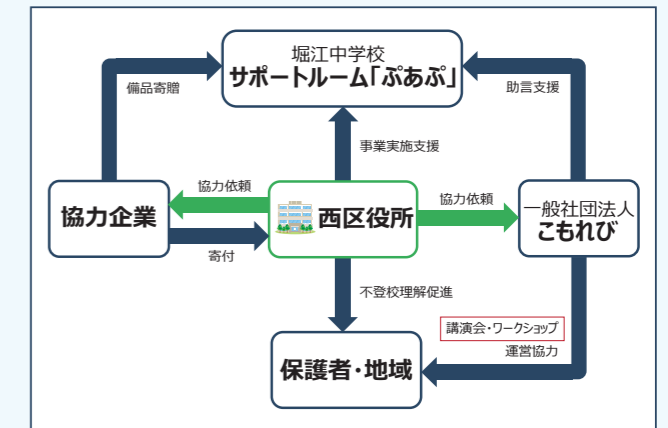 堀江中学校
サポートルーム「ぷあぷ」
備品寄贈
助言支援
事業実施支援
協力依頼
協力依頼
協力企業
西区役所
一般社団法人
こもれび
寄付
不登校理解促進
講演会・ワークショップ
運営協力
保護者・地域